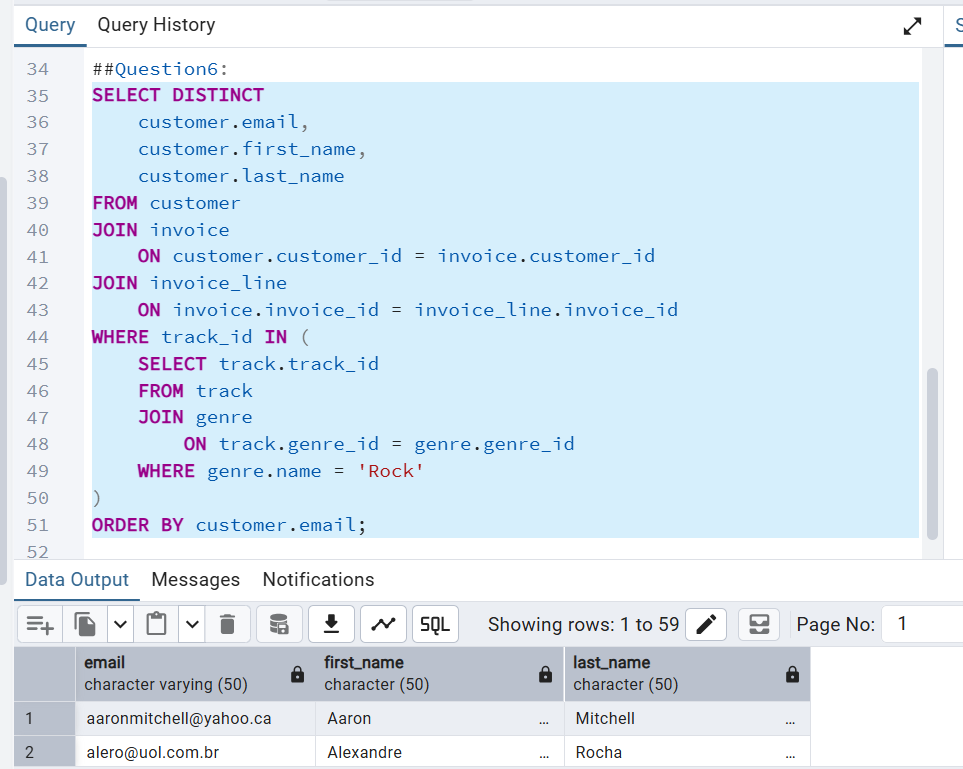 Query Query History
34 ##Question6:
35 SELECT DISTINCT
36 customer.email,
37 customer.first_name,
38 customer.last_name
39 FROM customer
40 JOIN invoice
41 ON customer.customer_id = invoice.customer_id
42 JOIN invoice_line
43 ON invoice.invoice_id = invoice_line.invoice_id
44 WHERE track_id IN (
45 SELECT track.track_id
46 FROM track
47 JOIN genre
48 ON track.genre_id = genre.genre_id
49 WHERE genre.name = 'Rock'
50 )
51 ORDER BY customer.email;
52
Data Output Messages Notifications
SQL Showing rows: 1 to 59 Page No: 1
email first_name last_name
character varying (50) character (50) character (50)
1 aaronmitchell@yahoo.ca Aaron ... Mitchell ...
2 alero@uol.com.br Alexandre ... Rocha ...